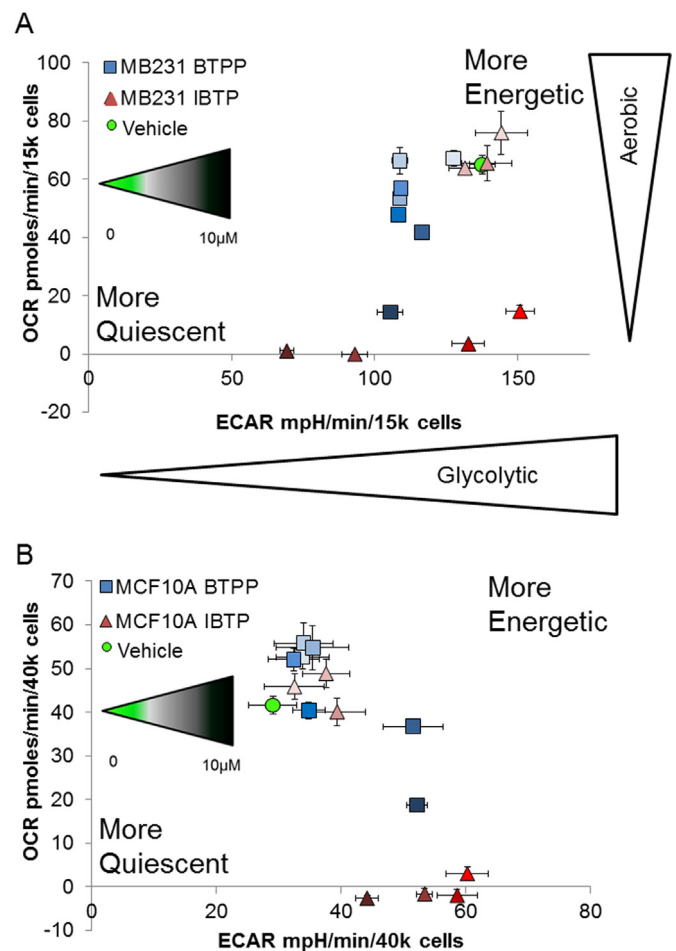 A
MB231 BTPP
MB231 IBTP
Vehicle
0
10μM
More
Energetic
Aerobic
More
Quiescent
OCR pmoles/min/15k cells
100
80
60
40
20
0
-20
0
50
100
150
ECAR mpH/min/15k cells
Glycolytic
B
MCF10A BTPP
MCF10A IBTP
Vehicle
0
10μM
More
Energetic
More
Quiescent
OCR pmoles/min/40k cells
70
60
50
40
30
20
10
0
-10
0
20
40
60
80
ECAR mpH/min/40k cells